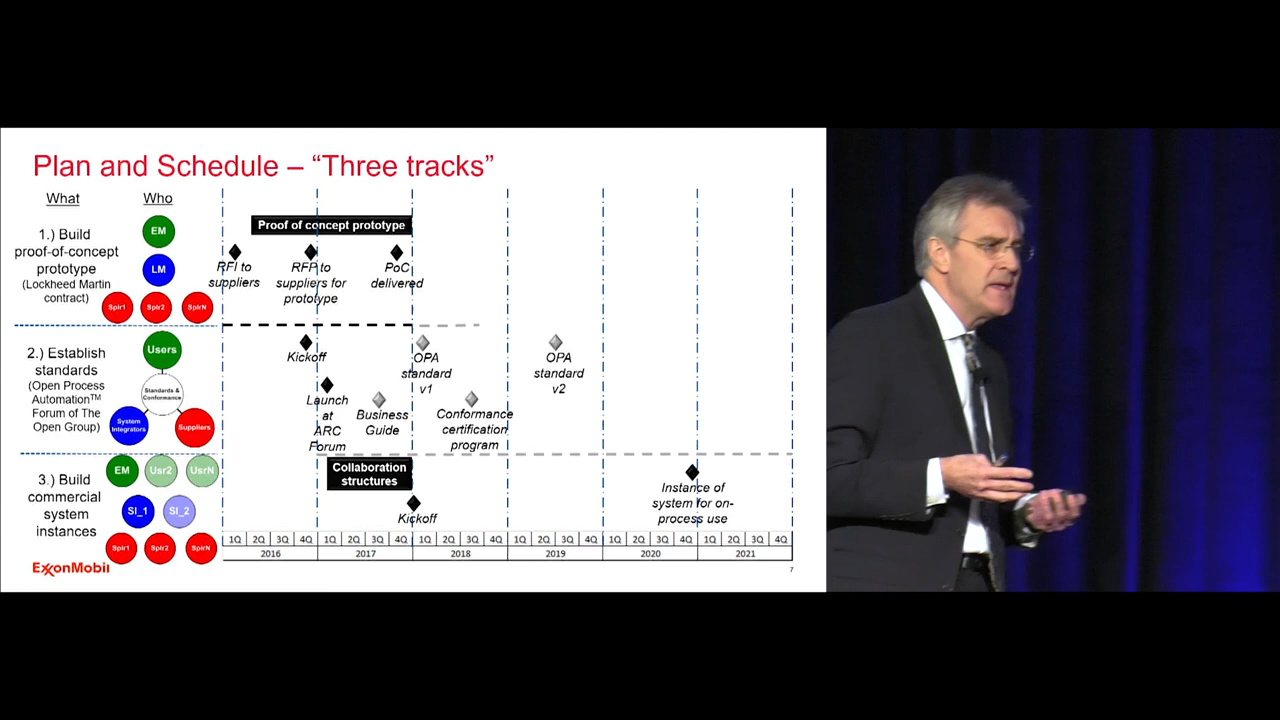 Plan and Schedule – “Three tracks”
What
Who
1.) Build
proof-of-concept
prototype
(Lockheed Martin
contract)
EM
LM
Splr1
Splr2
SplrN
Proof of concept prototype
RFI to
suppliers
RFP to
suppliers for
prototype
PoC
delivered
2.) Establish
standards
(Open Process
Automation™
Forum of The
Open Group)
Users
Standards &
Conformance
System
Integrators
Suppliers
Kickoff
Launch
at
ARC
Forum
Business
Guide
OPA
standard
v1
Conformance
certification
program
OPA
standard
v2
3.) Build
commercial
system
instances
EM
Usr2
UsrN
SI_1
SI_2
Splr1
Splr2
SplrN
Collaboration
structures
Kickoff
Instance of
system for on-
process use
1Q 2Q 3Q 4Q 1Q 2Q 3Q 4Q 1Q 2Q 3Q 4Q 1Q 2Q 3Q 4Q 1Q 2Q 3Q 4Q 1Q 2Q 3Q 4Q
2016 2017 2018 2019 2020 2021
ExxonMobil
7